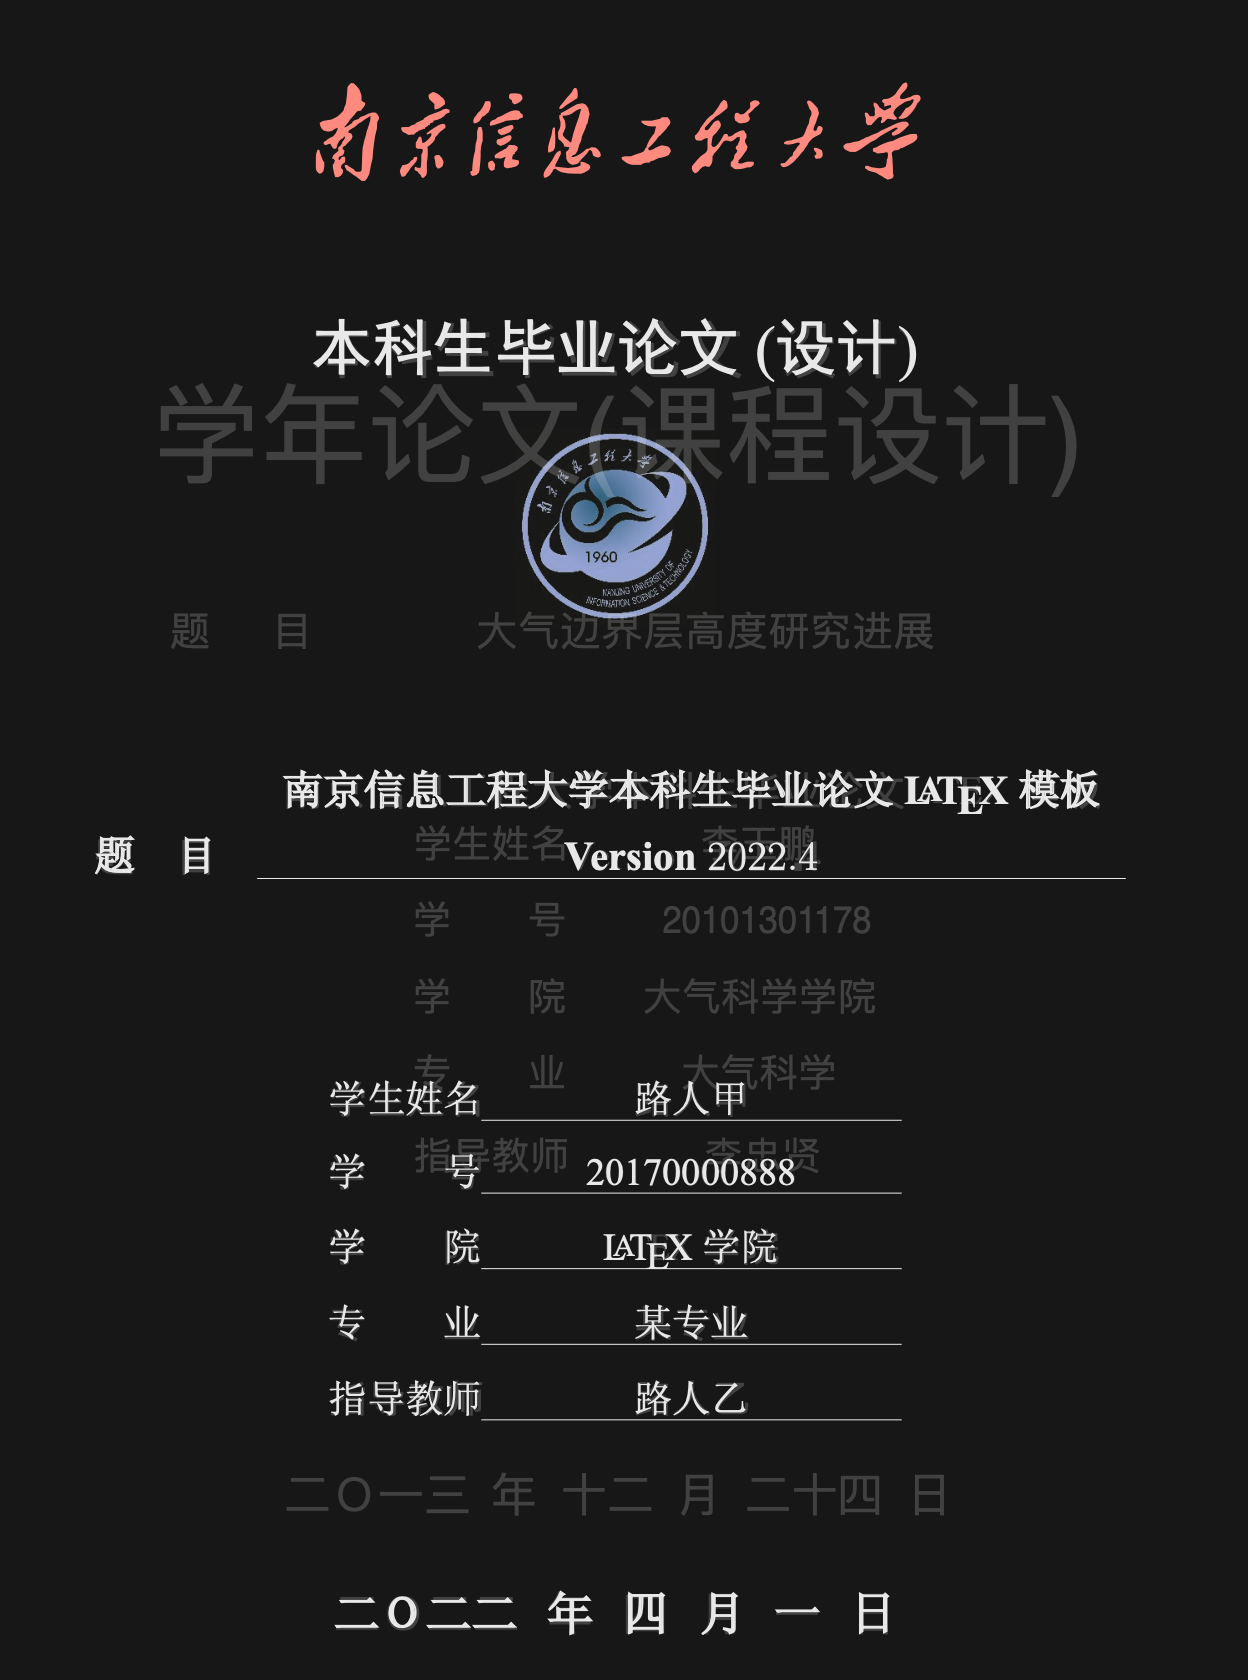 南京信息工程大学
本科生毕业论文 (设计)
学年论文(课程设计)
南京信息工程大学
1960
NANJING UNIVERSITY OF
INFORMATION SCIENCE & TECHNOLOGY
题 目 大气边界层高度研究进展
南京信息工程大学本科生毕业论文 LATEX 模板
学生姓名 李玉鹏
题 目 Version 2022.4
学 号 20101301178
学 院 大气科学学院
专 业 大气科学
学生姓名 路人甲
指导教师 李忠贤
学 号 20170000888
学 院 LATEX 学院
专 业 某专业
指导教师 路人乙
二〇一三 年 十二 月 二十四 日
二〇二二 年 四 月 一 日